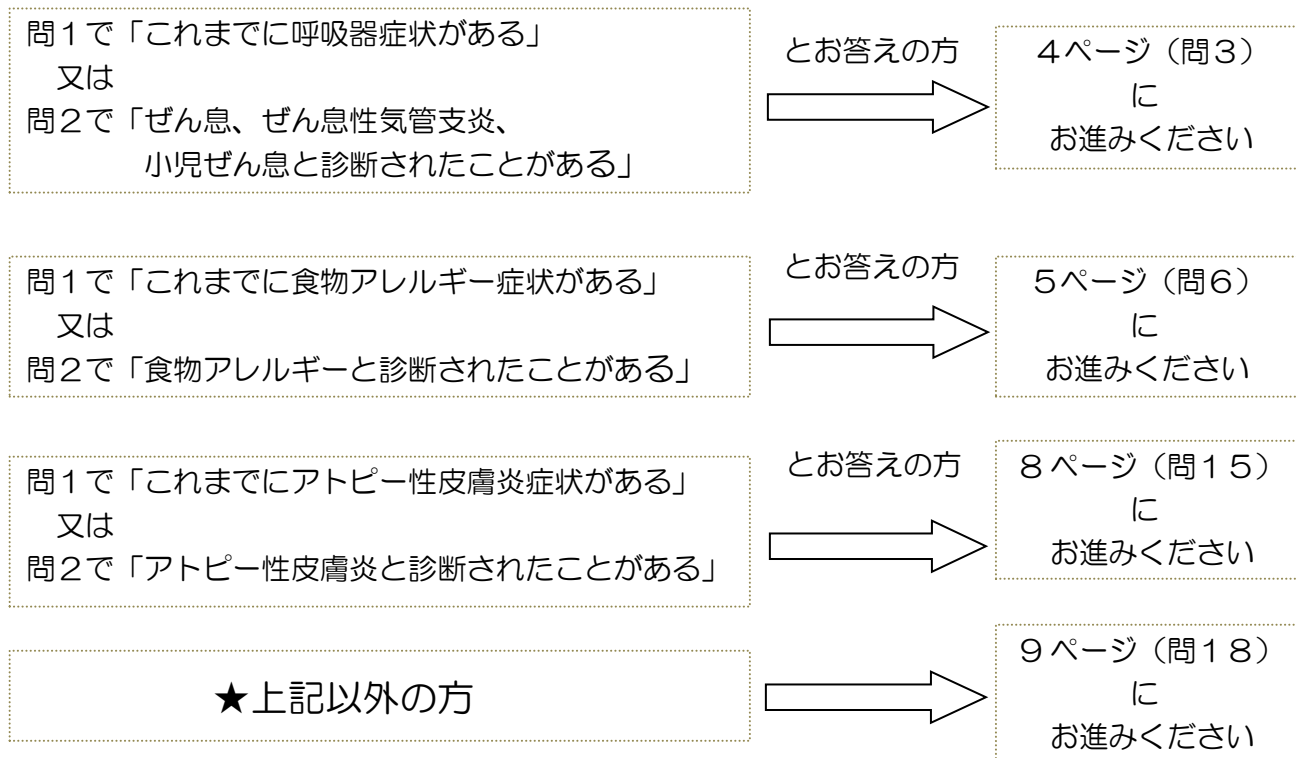 問１で「これまでに呼吸器症状がある」
又は
問２で「ぜん息、ぜん息性気管支炎、
小児ぜん息と診断されたことがある」
とお答えの方
４ページ（問３）
に
お進みください
問１で「これまでに食物アレルギー症状がある」
又は
問２で「食物アレルギーと診断されたことがある」
とお答えの方
５ページ（問６）
に
お進みください
問１で「これまでにアトピー性皮膚炎症状がある」
又は
問２で「アトピー性皮膚炎と診断されたことがある」
とお答えの方
８ページ（問１５）
に
お進みください
★上記以外の方
９ページ（問１８）
に
お進みください